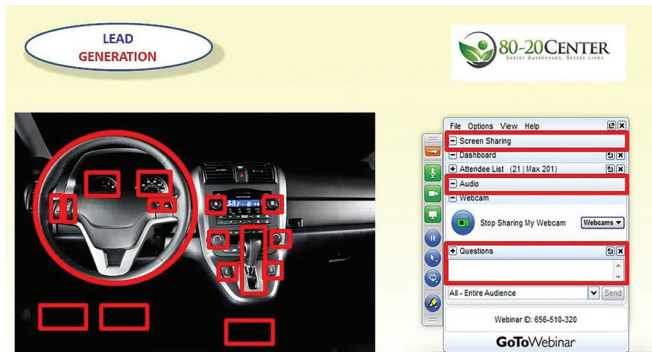 LEAD
GENERATION
80-20CENTER
Better Businesses, Better Lives
File Options View Help
Screen Sharing
Dashboard
Attendee List (21 | Max 201)
Audio
Webcam
Stop Sharing My Webcam
Webcams
Questions
All - Entire Audience
Send
Webinar ID: 656-510-320
GoToWebinar